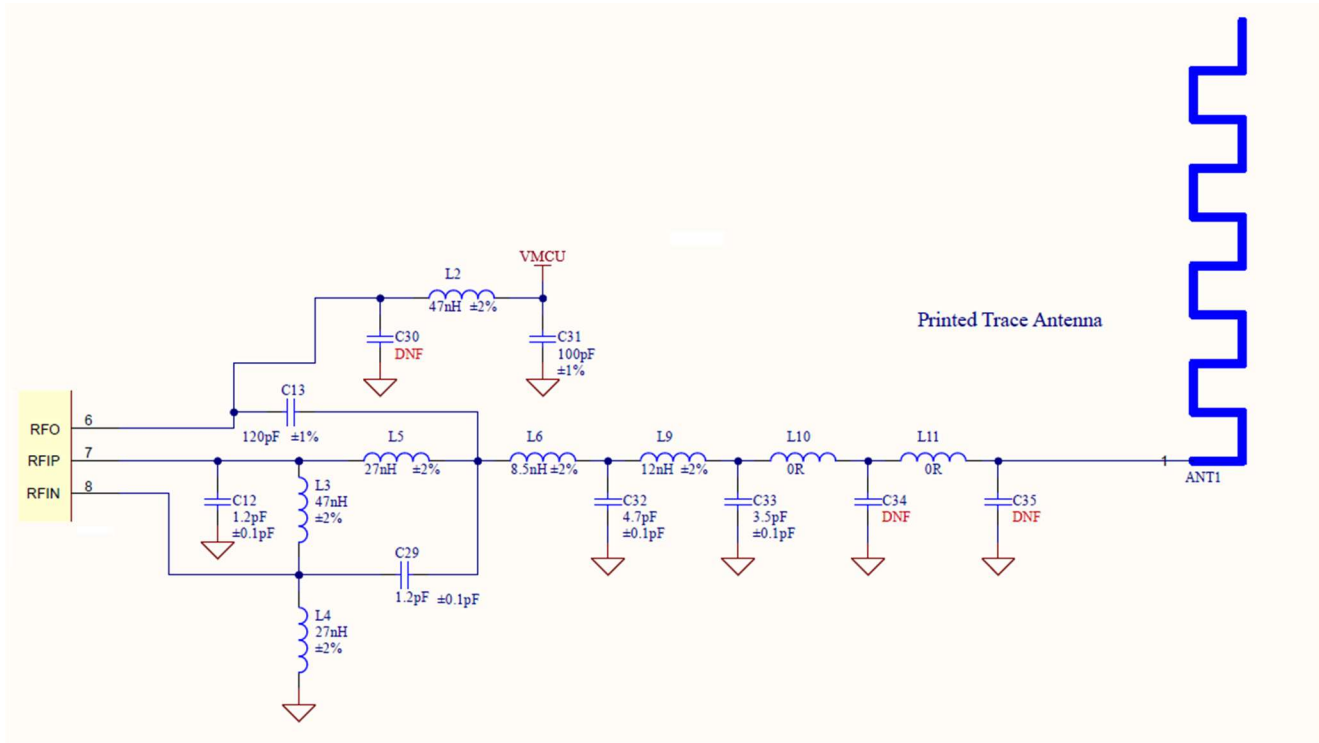 VMCU
L2
47nH ±2%
C30
DNF
C31
100pF
±1%
Printed Trace Antenna
C13
120pF ±1%
RFO 6
RFIP 7
RFIN 8
L5
27nH ±2%
L6
8.5nH ±2%
L9
12nH ±2%
L10
0R
L11
0R
1
ANT1
C12
1.2pF
±0.1pF
L3
47nH
±2%
C32
4.7pF
±0.1pF
C33
3.5pF
±0.1pF
C34
DNF
C35
DNF
C29
1.2pF ±0.1pF
L4
27nH
±2%